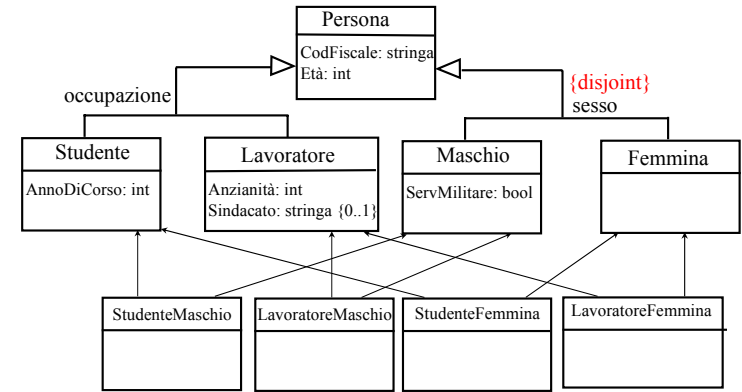 Persona
CodFiscale: stringa
Età: int
{disjoint}
occupazione
sesso
Studente
Lavoratore
Maschio
Femmina
AnnoDiCorso: int
Anzianità: int
Sindacato: stringa {0..1}
ServMilitare: bool
StudenteMaschio
LavoratoreMaschio
StudenteFemmina
LavoratoreFemmina